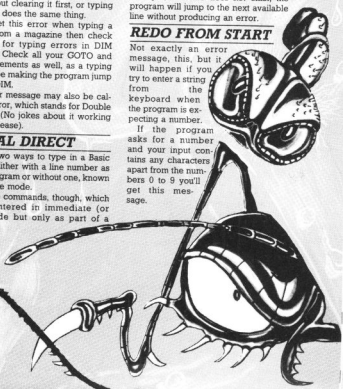 ut clearing it first, or typing
does the same thing.
et this error when typing a
om a magazine then check
for typing errors in DIM
Check all your GOTO and
ements as well, as a typing
e making the program jump
IM.
r message may also be cal-
ror, which stands for Double
(No jokes about it working
ease).
AL DIRECT
wo ways to type in a Basic
ither with a line number as
gram or without one, known
e mode.
commands, though, which
ntered in immediate (or
de but only as part of a
program will jump to the next available
line without producing an error.
REDO FROM START
Not exactly an error
message, this, but it
will happen if you
try to enter a string
from the
keyboard when
the program is ex-
pecting a number.
If the program
asks for a number
and your input con-
tains any characters
apart from the num-
bers 0 to 9 you'll
get this mes-
sage.